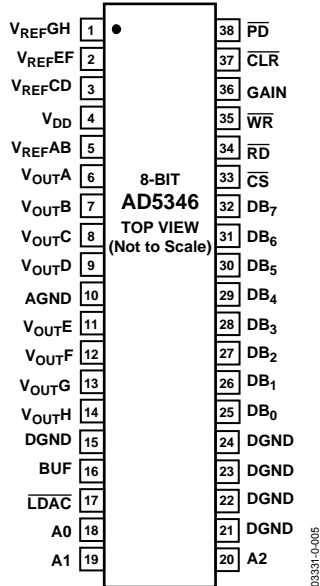 VREFGH 1
VREFEF 2
VREFCD 3
VDD 4
VREFAB 5
VOUTA 6
VOUTB 7
VOUTC 8
VOUTD 9
AGND 10
VOUTE 11
VOUTF 12
VOUTG 13
VOUTH 14
DGND 15
BUF 16
LDAC 17
A0 18
A1 19
8-BIT
AD5346
TOP VIEW
(Not to Scale)
38 PD
37 CLR
36 GAIN
35 WR
34 RD
33 CS
32 DB7
31 DB6
30 DB5
29 DB4
28 DB3
27 DB2
26 DB1
25 DB0
24 DGND
23 DGND
22 DGND
21 DGND
20 A2
03331-0-005